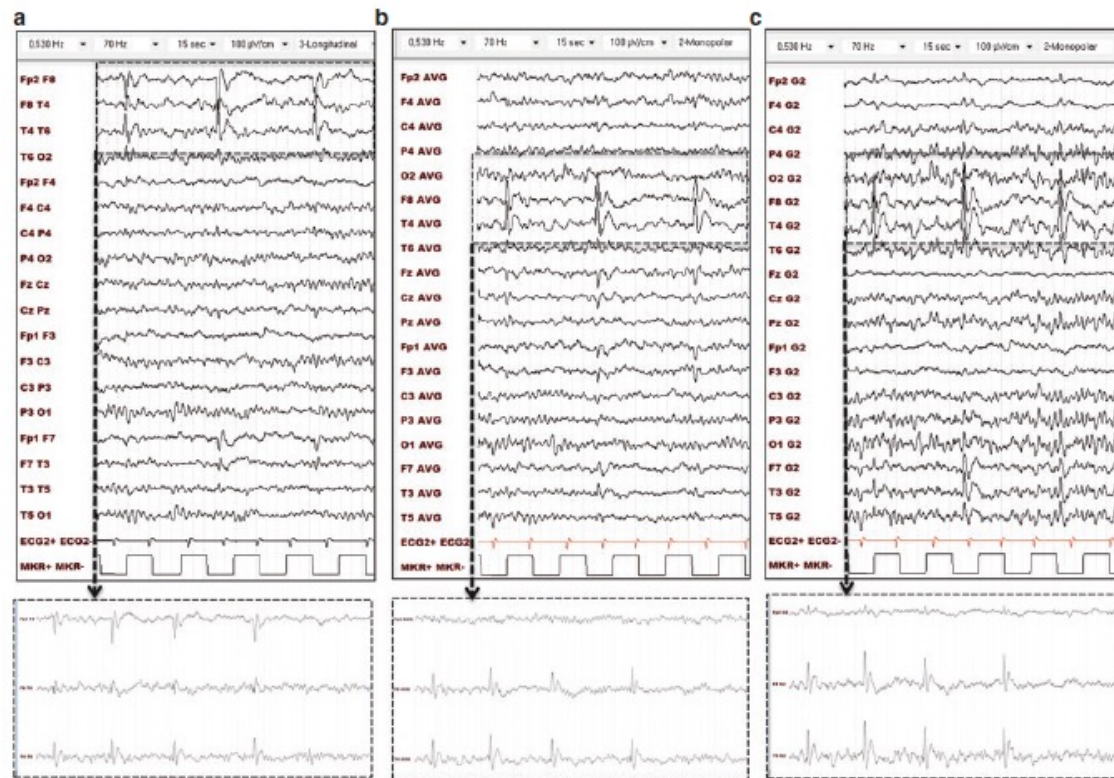 a
0,530 Hz 70 Hz 15 sec 100 µV/cm 3-Longitudinal
Fp2 F8
F8 T4
T4 T6
T6 O2
Fp2 F4
F4 C4
C4 P4
P4 O2
Fz Cz
Cz Pz
Fp1 F3
F3 C3
C3 P3
P3 O1
Fp1 F7
F7 T3
T3 T5
T5 O1
ECG2+ ECG2-
MKR+ MKR-
b
0,530 Hz 70 Hz 15 sec 100 µV/cm 2-Monopolar
Fp2 AVG
F4 AVG
C4 AVG
P4 AVG
O2 AVG
F8 AVG
T4 AVG
T6 AVG
Fz AVG
Cz AVG
Pz AVG
Fp1 AVG
F3 AVG
C3 AVG
P3 AVG
O1 AVG
F7 AVG
T3 AVG
T5 AVG
ECG2+ ECG2
MKR+ MKR-
c
0,530 Hz 70 Hz 15 sec 100 µV/cm 2-Monopolar
Fp2 G2
F4 G2
C4 G2
P4 G2
O2 G2
F8 G2
T4 G2
T6 G2
Fz G2
Cz G2
Pz G2
Fp1 G2
F3 G2
C3 G2
P3 G2
O1 G2
F7 G2
T3 G2
T5 G2
ECG2+ ECG2-
MKR+ MKR-